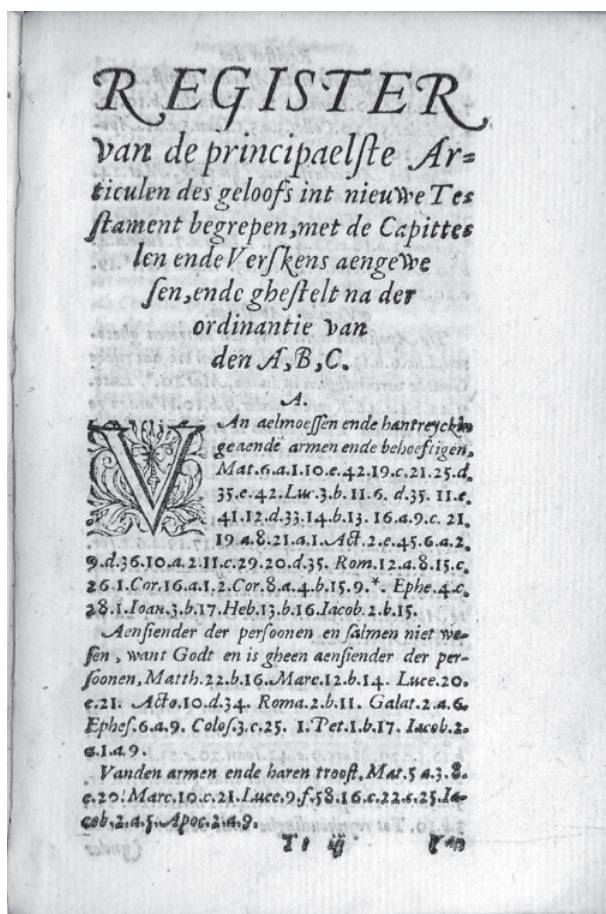 REGISTER
van de principaelſte Ar=
ticulen des geloofs int nieuwe Te=
ſtament begrepen, met de Capitte=
len ende Verſkens aengewe
ſen, ende gheſtelt na der
ordinantie van
den A, B, C.
A.
VAn aelmoeſſen ende hantreyckin
ge aende armen ende behoeftigen,
Mat.6.a.1.10.e.42.19.c.21.25.d.
35.e.42. Luc.3.b.11.6. d.35. 11.e.
41.12.d.33.14.b.13. 16.a.9.c. 21.
19.a.8.21.a.1. Act.2.e.45.6.a.2.
9.d.36.10.a.2.11.c.29.20.d.35. Rom.12.a.8.15.c.
26.1.Cor.16.a.1.2.Cor.8.a.4.b.15.9.*. Ephe.4.c.
28.1.Ioan.3.b.17.Heb.13.b.16.Iacob.2.b.15.
Aenſiender der perſoonen en ſalmen niet we-
ſen, want Godt en is gheen aenſiender der per-
ſoonen, Matth.22.b.16.Marc.12.b.14. Luce.20.
c.21. Acto.10.d.34. Roma.2.b.11. Galat.2.a.6.
Epheſ.6.a.9. Coloſ.3.c.25. 1.Pet.1.b.17. Iacob.2.
a.1.a.9.
Vanden armen ende haren trooſt, Mat.5 a.3.8.
c.20. Marc.10.c.21.Luce.9.f.58.16.c.22.c.25.Ia-
cob.2.a.5. Apoc.2.a.9.